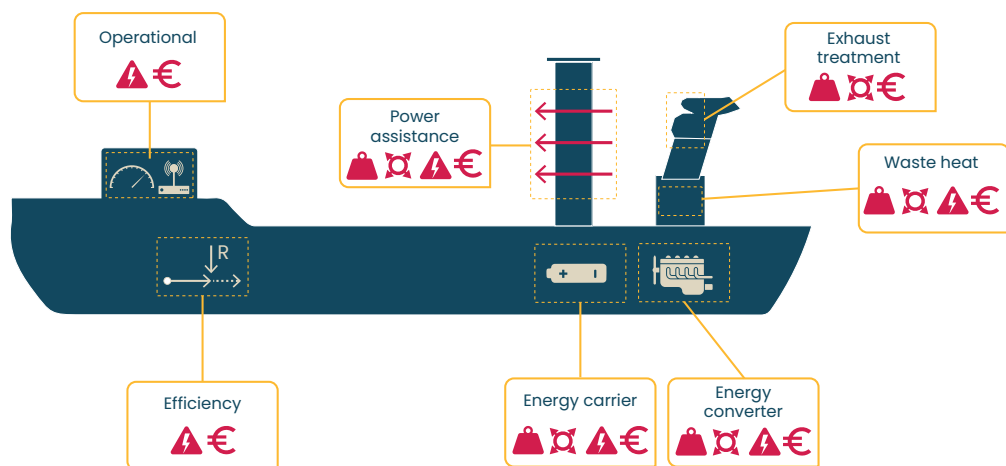 Operational
€
Exhaust
treatment
€
Power
assistance
€
Waste heat
€
R
+
Efficiency
€
Energy carrier
€
Energy
converter
€